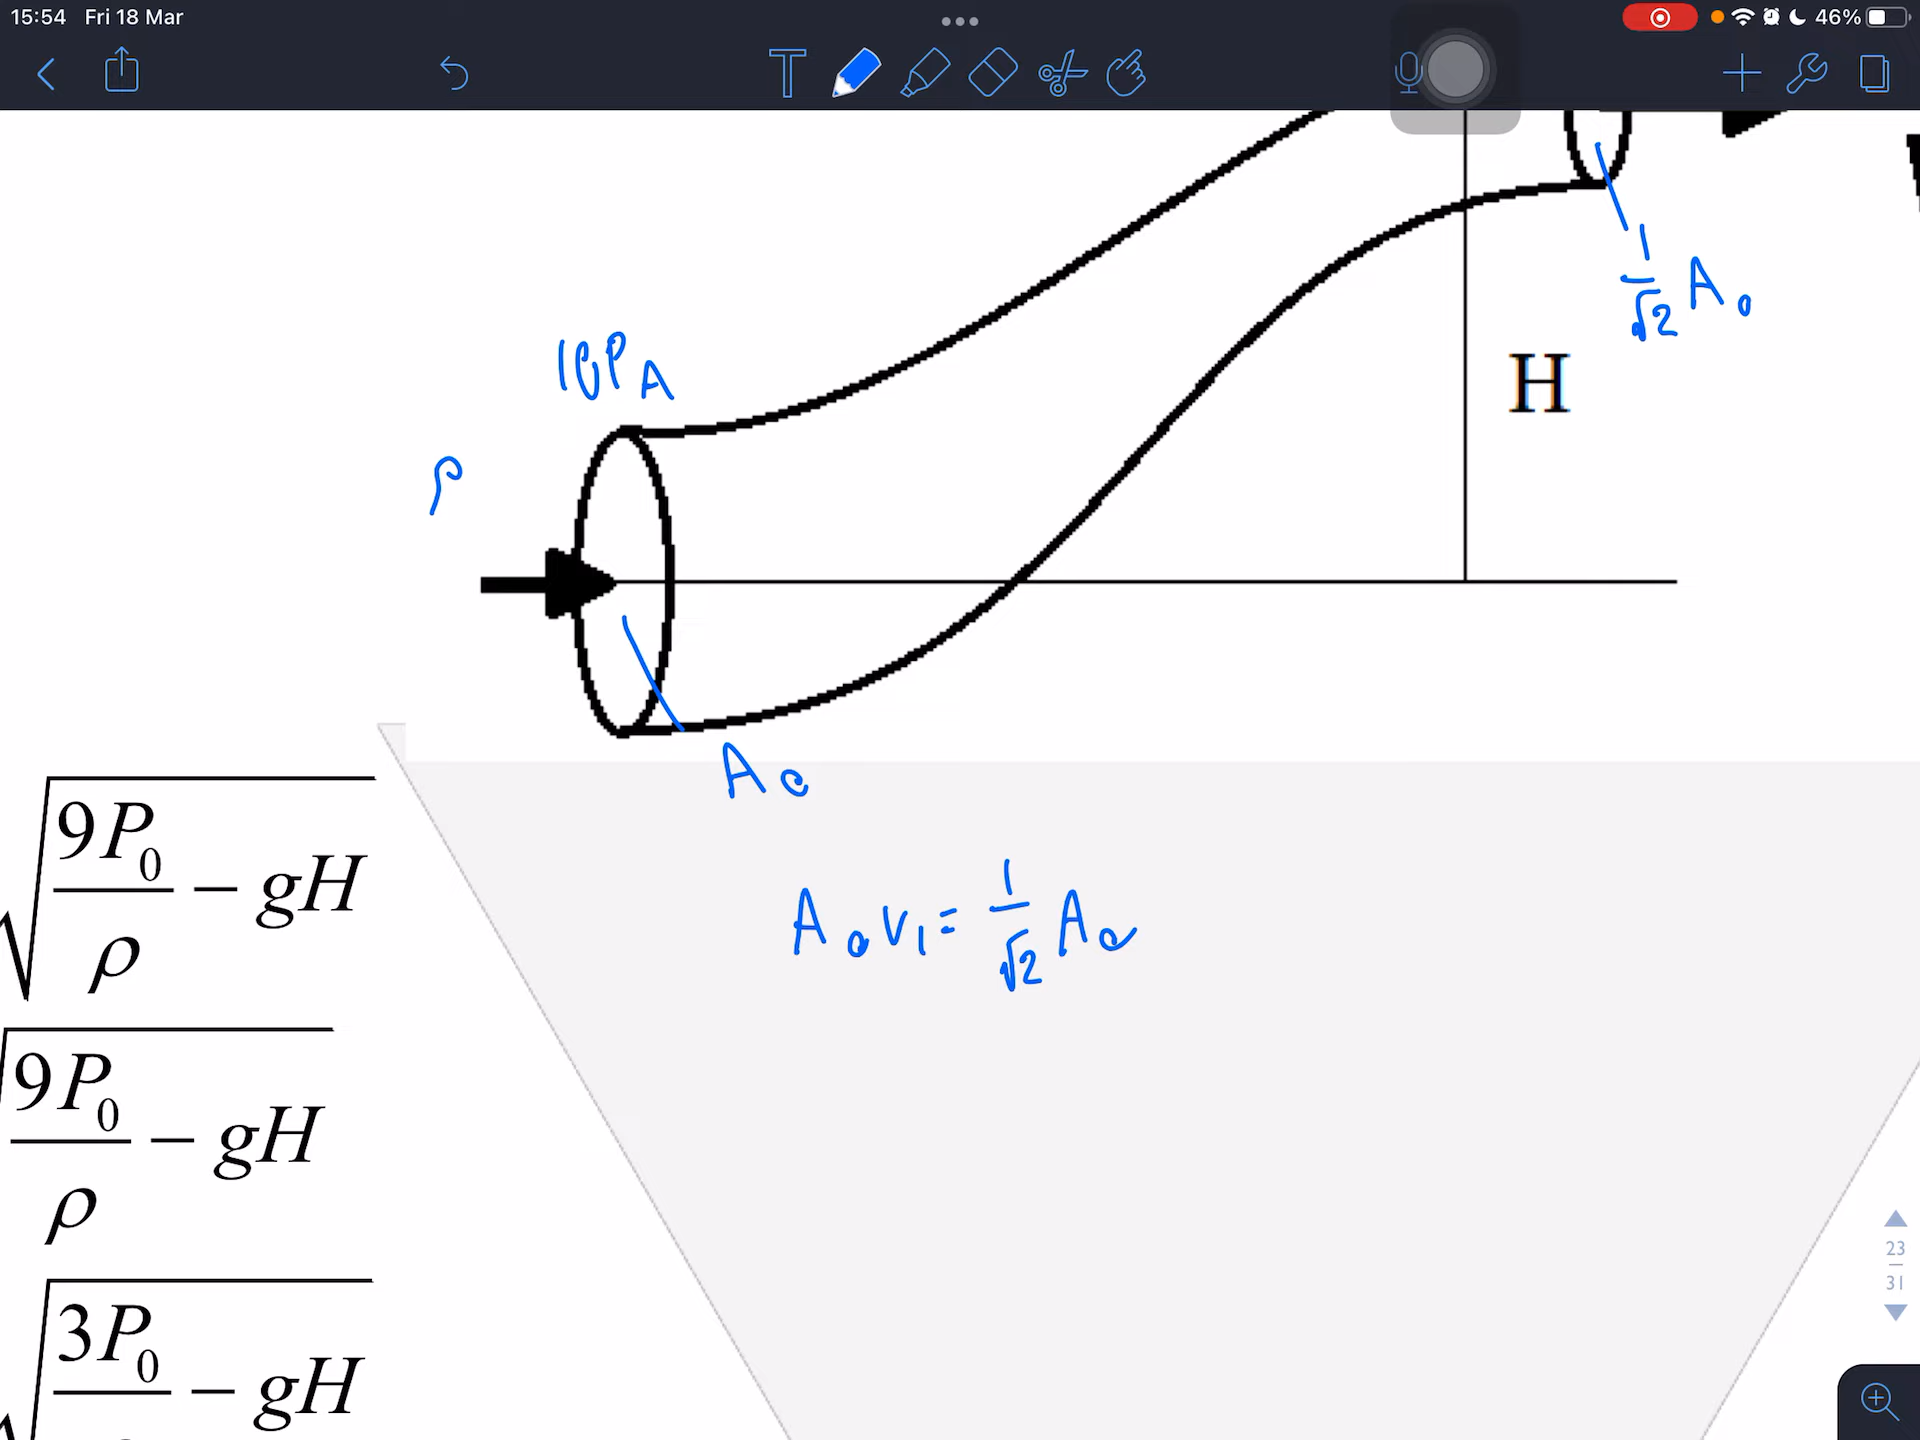 15:54 Fri 18 Mar
46%
T
1/√2 A₀
10P_A
H
ρ
A₀
√(9P₀/ρ − gH)
A₀v₁ = 1/√2 A₀
√(9P₀/ρ − gH)
23
31
√(3P₀ − gH)